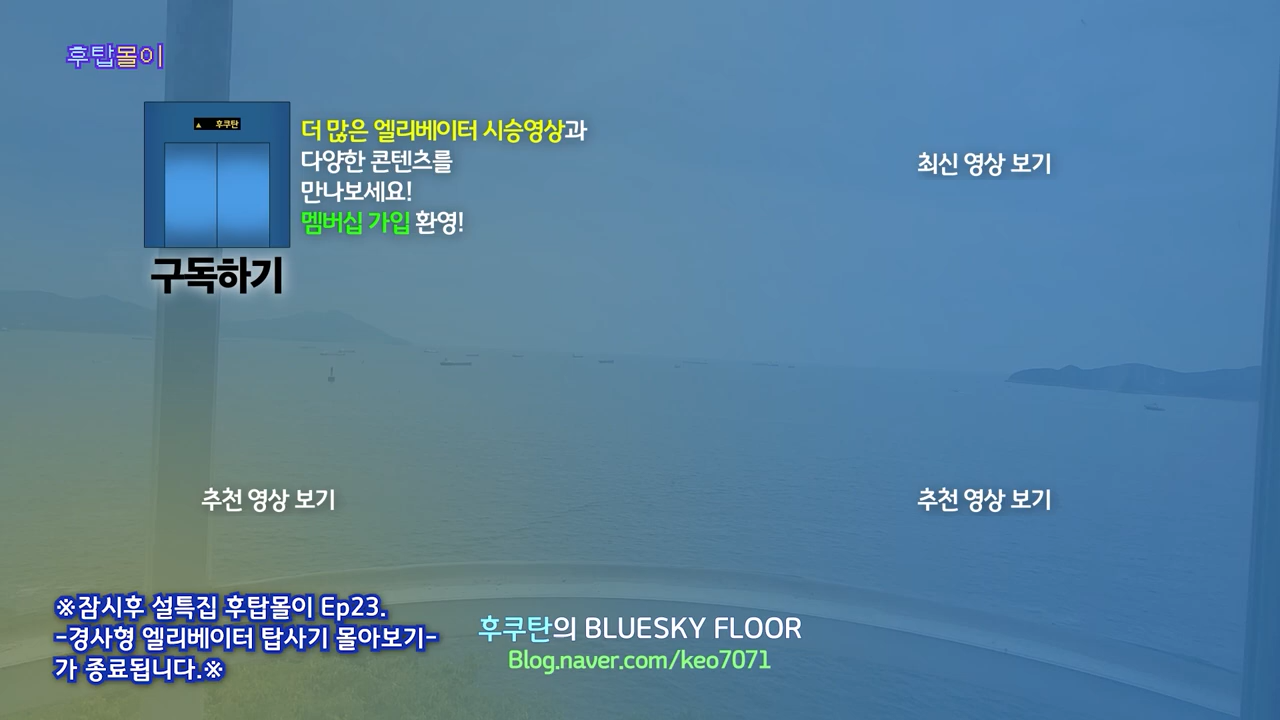 후탑몰이
▲ 후쿠탄
더 많은 엘리베이터 시승영상과
다양한 콘텐츠를
만나보세요!
멤버십 가입 환영!
구독하기
최신 영상 보기
추천 영상 보기
추천 영상 보기
※잠시후 설특집 후탑몰이 Ep23.
-경사형 엘리베이터 탑사기 몰아보기-
가 종료됩니다.※
후쿠탄의 BLUESKY FLOOR
Blog.naver.com/keo7071